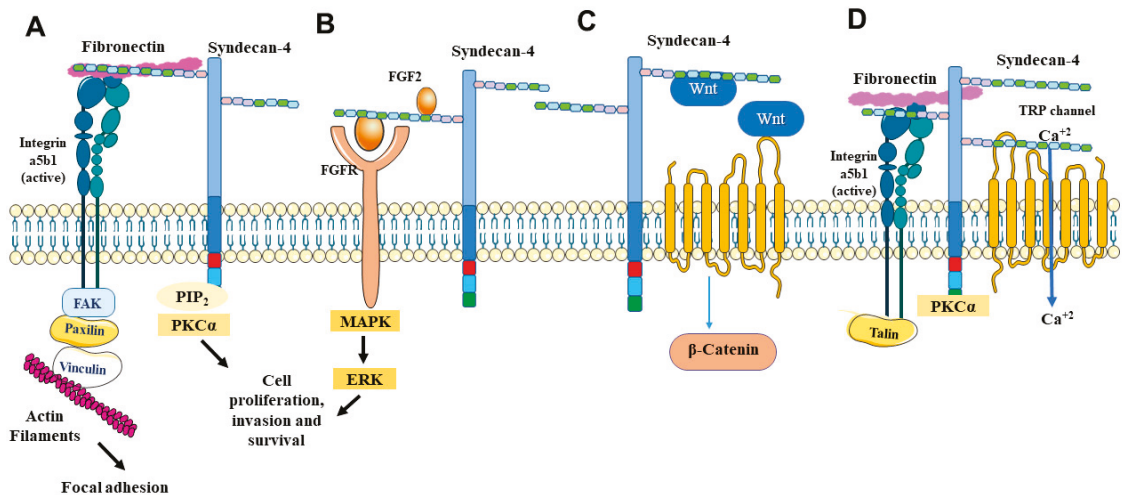 A
Fibronectin
Syndecan-4
Integrin
a5b1
(active)
FAK
Paxilin
Vinculin
Actin
Filaments
Focal adhesion
PIP₂
PKCα
Cell
proliferation,
invasion and
survival
B
Syndecan-4
FGF2
FGFR
MAPK
ERK
C
Syndecan-4
Wnt
Wnt
β-Catenin
D
Syndecan-4
Fibronectin
TRP channel
Ca⁺²
Integrin
a5b1
(active)
PKCα
Talin
Ca⁺²